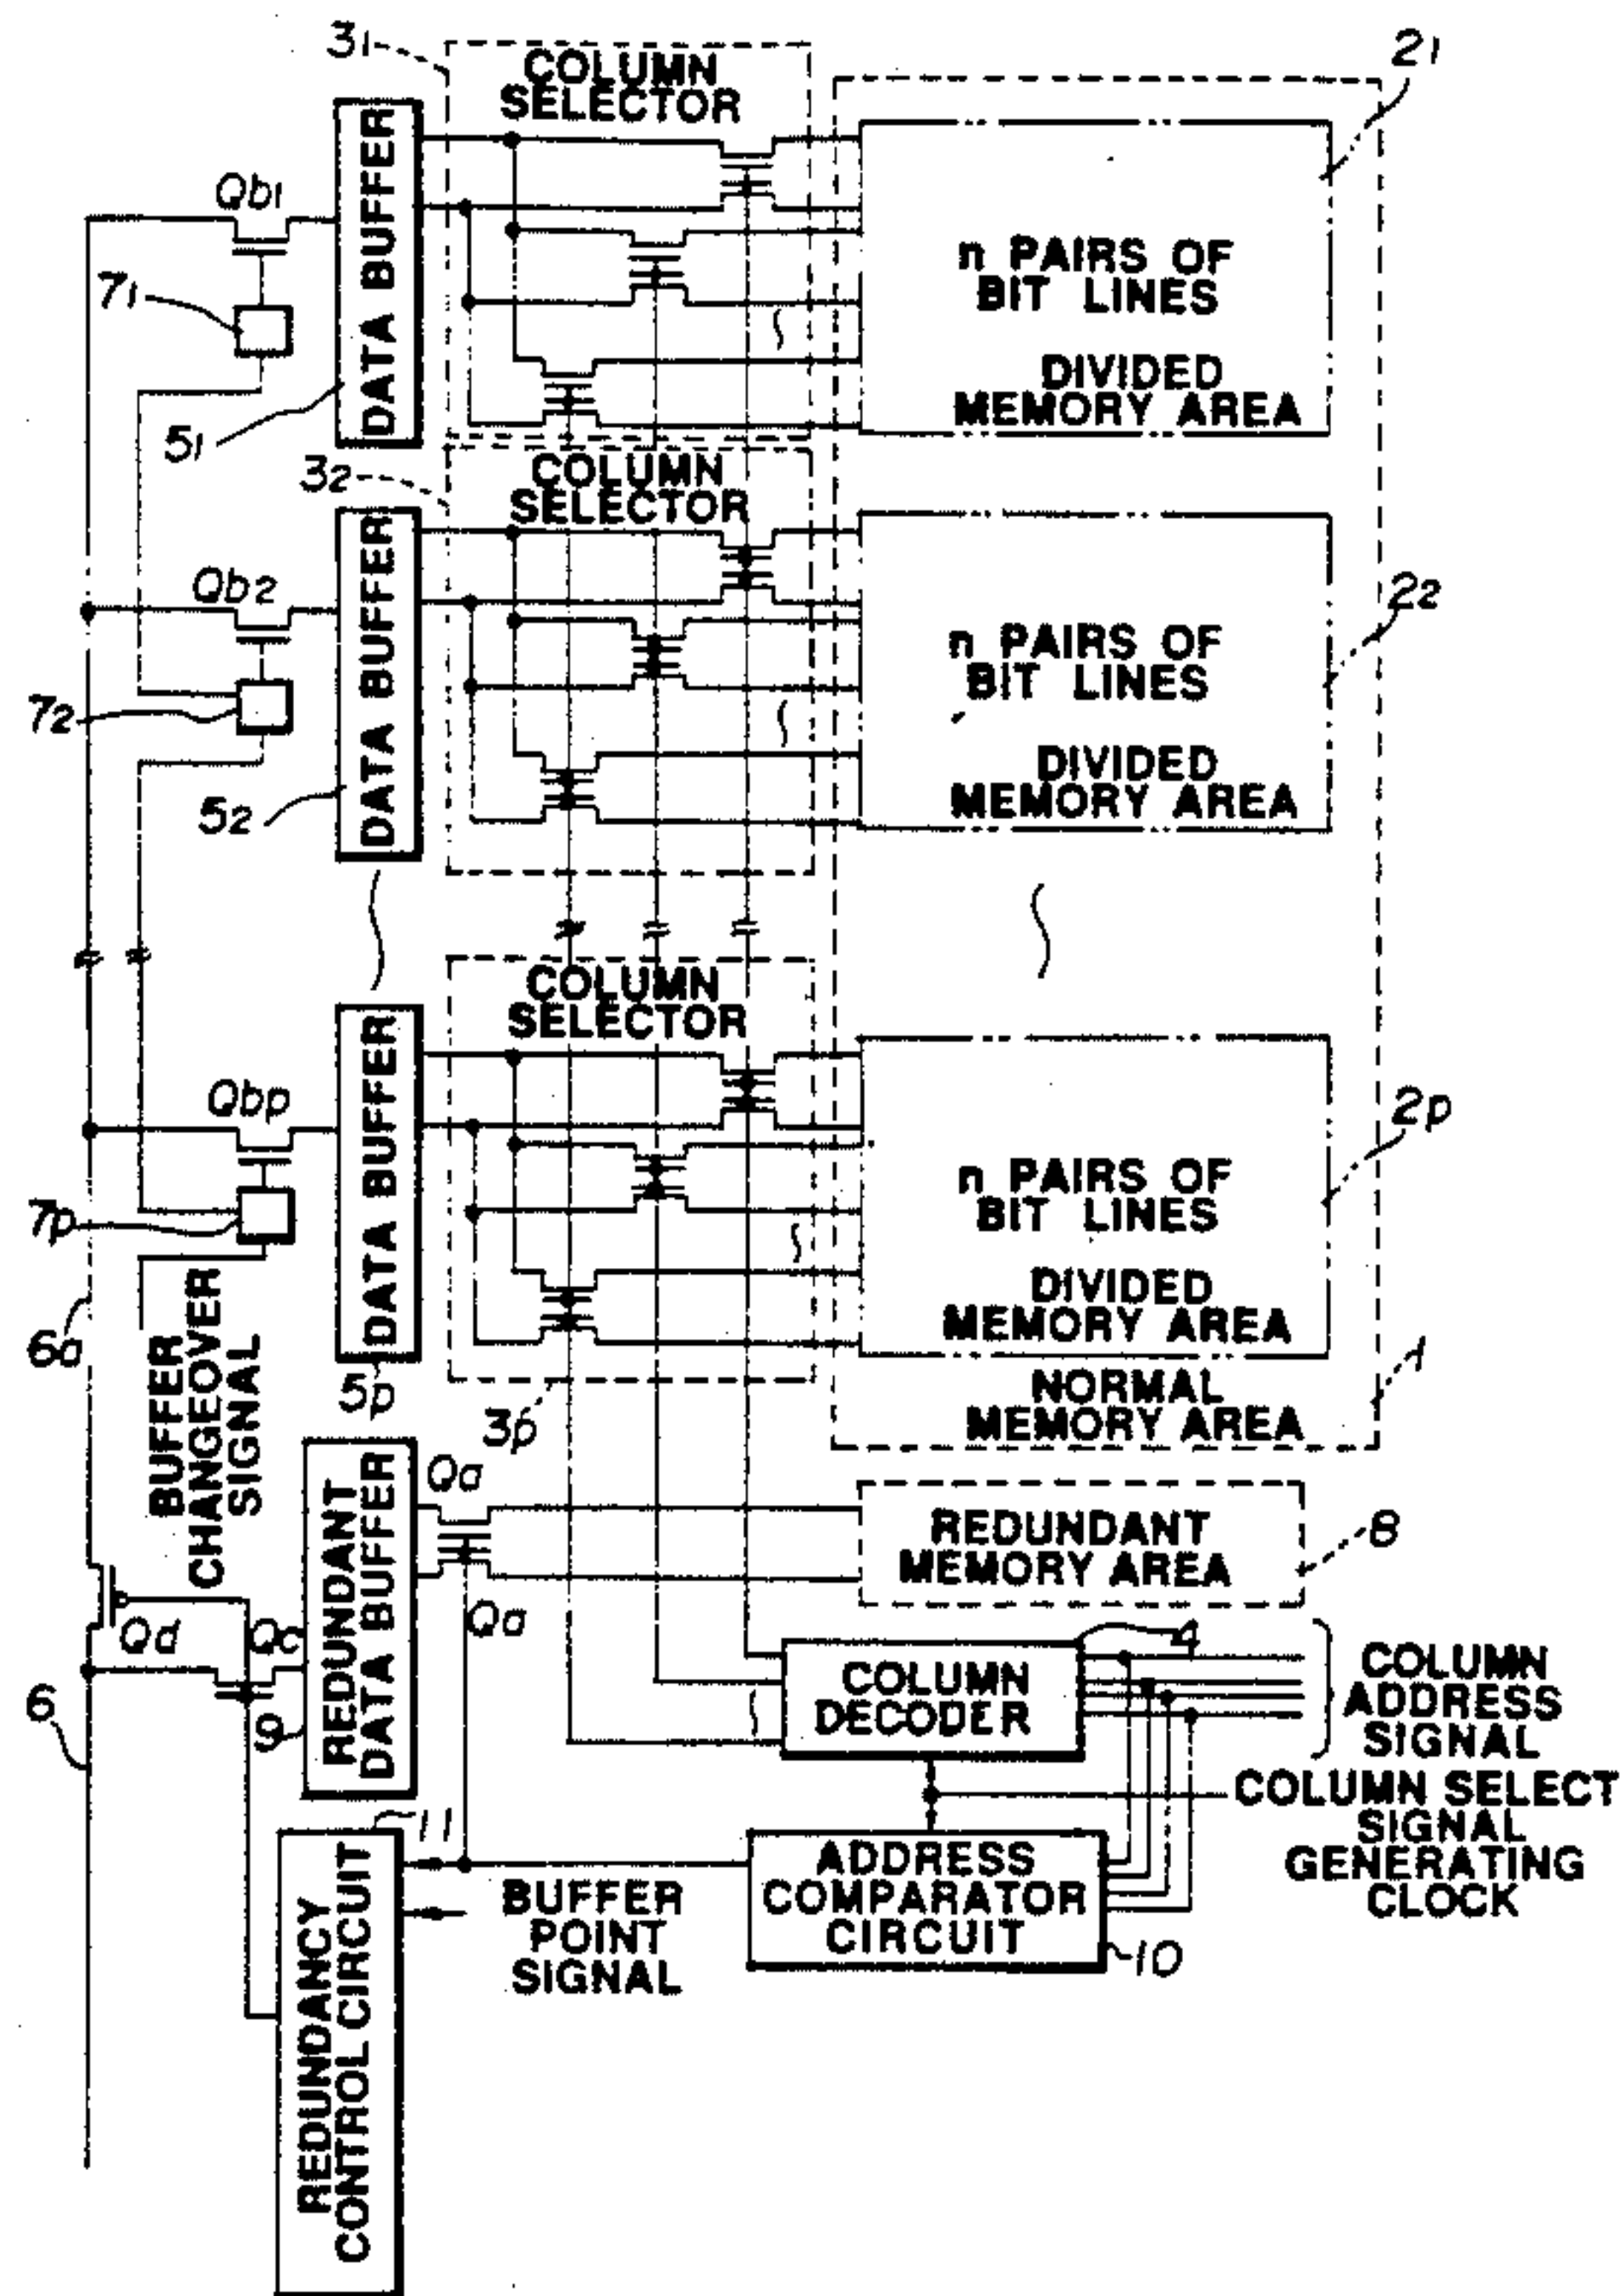 31
COLUMN
SELECTOR
21
Qb1
DATA BUFFER
71
n PAIRS OF
BIT LINES
DIVIDED
MEMORY AREA
51
32
COLUMN
SELECTOR
Qb2
DATA BUFFER
22
n PAIRS OF
BIT LINES
72
DIVIDED
MEMORY AREA
52
COLUMN
SELECTOR
Qbp
DATA BUFFER
2p
n PAIRS OF
BIT LINES
7p
DIVIDED
MEMORY AREA
6a
BUFFER
CHANGEOVER
SIGNAL
5p
3p
NORMAL
MEMORY AREA
1
Qa
REDUNDANT
DATA BUFFER
REDUNDANT
MEMORY AREA
8
Qa
Qd
Qc
4
COLUMN
DECODER
COLUMN
ADDRESS
SIGNAL
6
9
COLUMN SELECT
SIGNAL
GENERATING
CLOCK
11
REDUNDANCY
CONTROL CIRCUIT
BUFFER
POINT
SIGNAL
ADDRESS
COMPARATOR
CIRCUIT
10